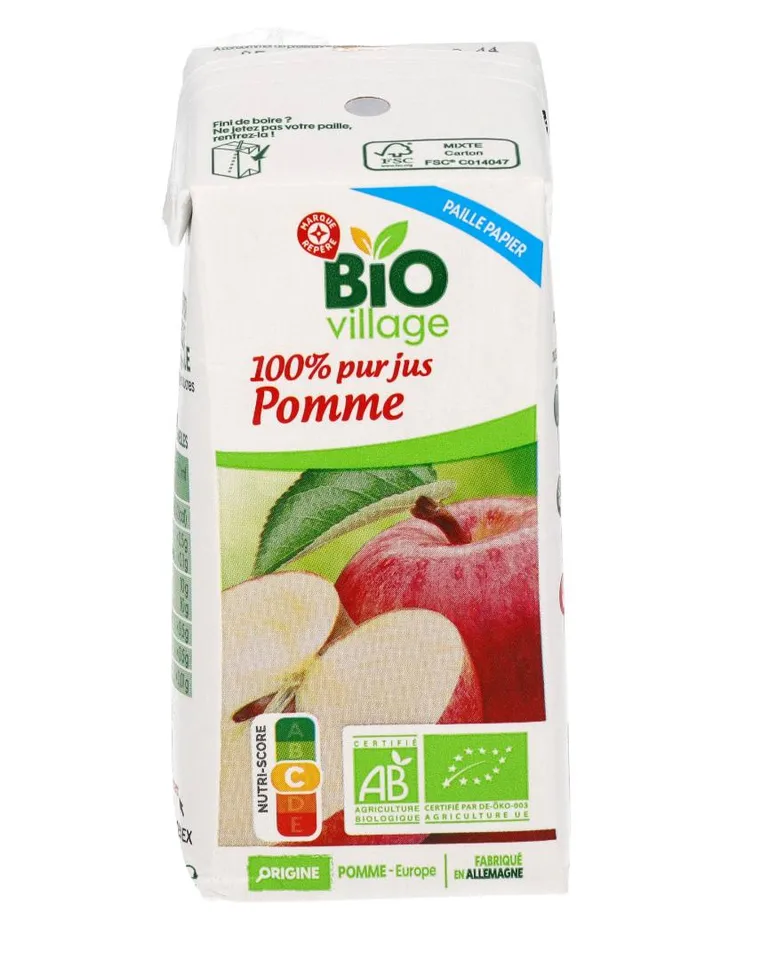 Fini de boire ?
Ne jetez pas votre paille,
rentrez-la !
FSC
MIXTE
Carton
FSC® C014047
PAILLE PAPIER
MARQUE REPÈRE
BIO
village
100% pur jus
Pomme
NUTRI-SCORE
A
B
C
D
E
CERTIFIÉ
AB
AGRICULTURE
BIOLOGIQUE
CERTIFIÉ PAR DE-ÖKO-003
AGRICULTURE UE
ORIGINE
POMME - Europe
FABRIQUÉ
EN ALLEMAGNE